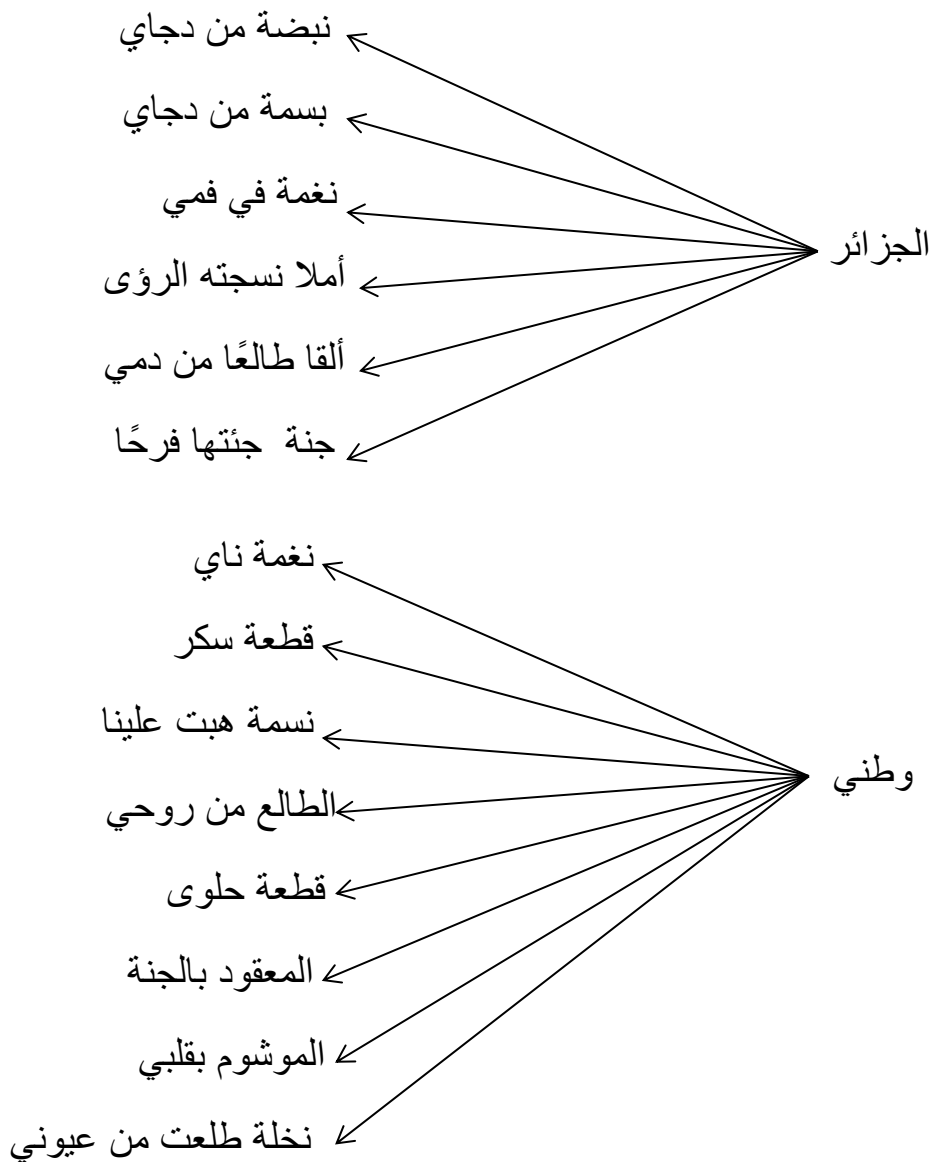 نبضة من دجاي
بسمة من دجاي
نغمة في فمي
الجزائر
أملا نسجته الرؤى
ألقا طالعًا من دمي
جنة جئتها فرحًا
نغمة ناي
قطعة سكر
نسمة هبت علينا
وطني
الطالع من روحي
قطعة حلوى
المعقود بالجنة
الموشوم بقلبي
نخلة طلعت من عيوني